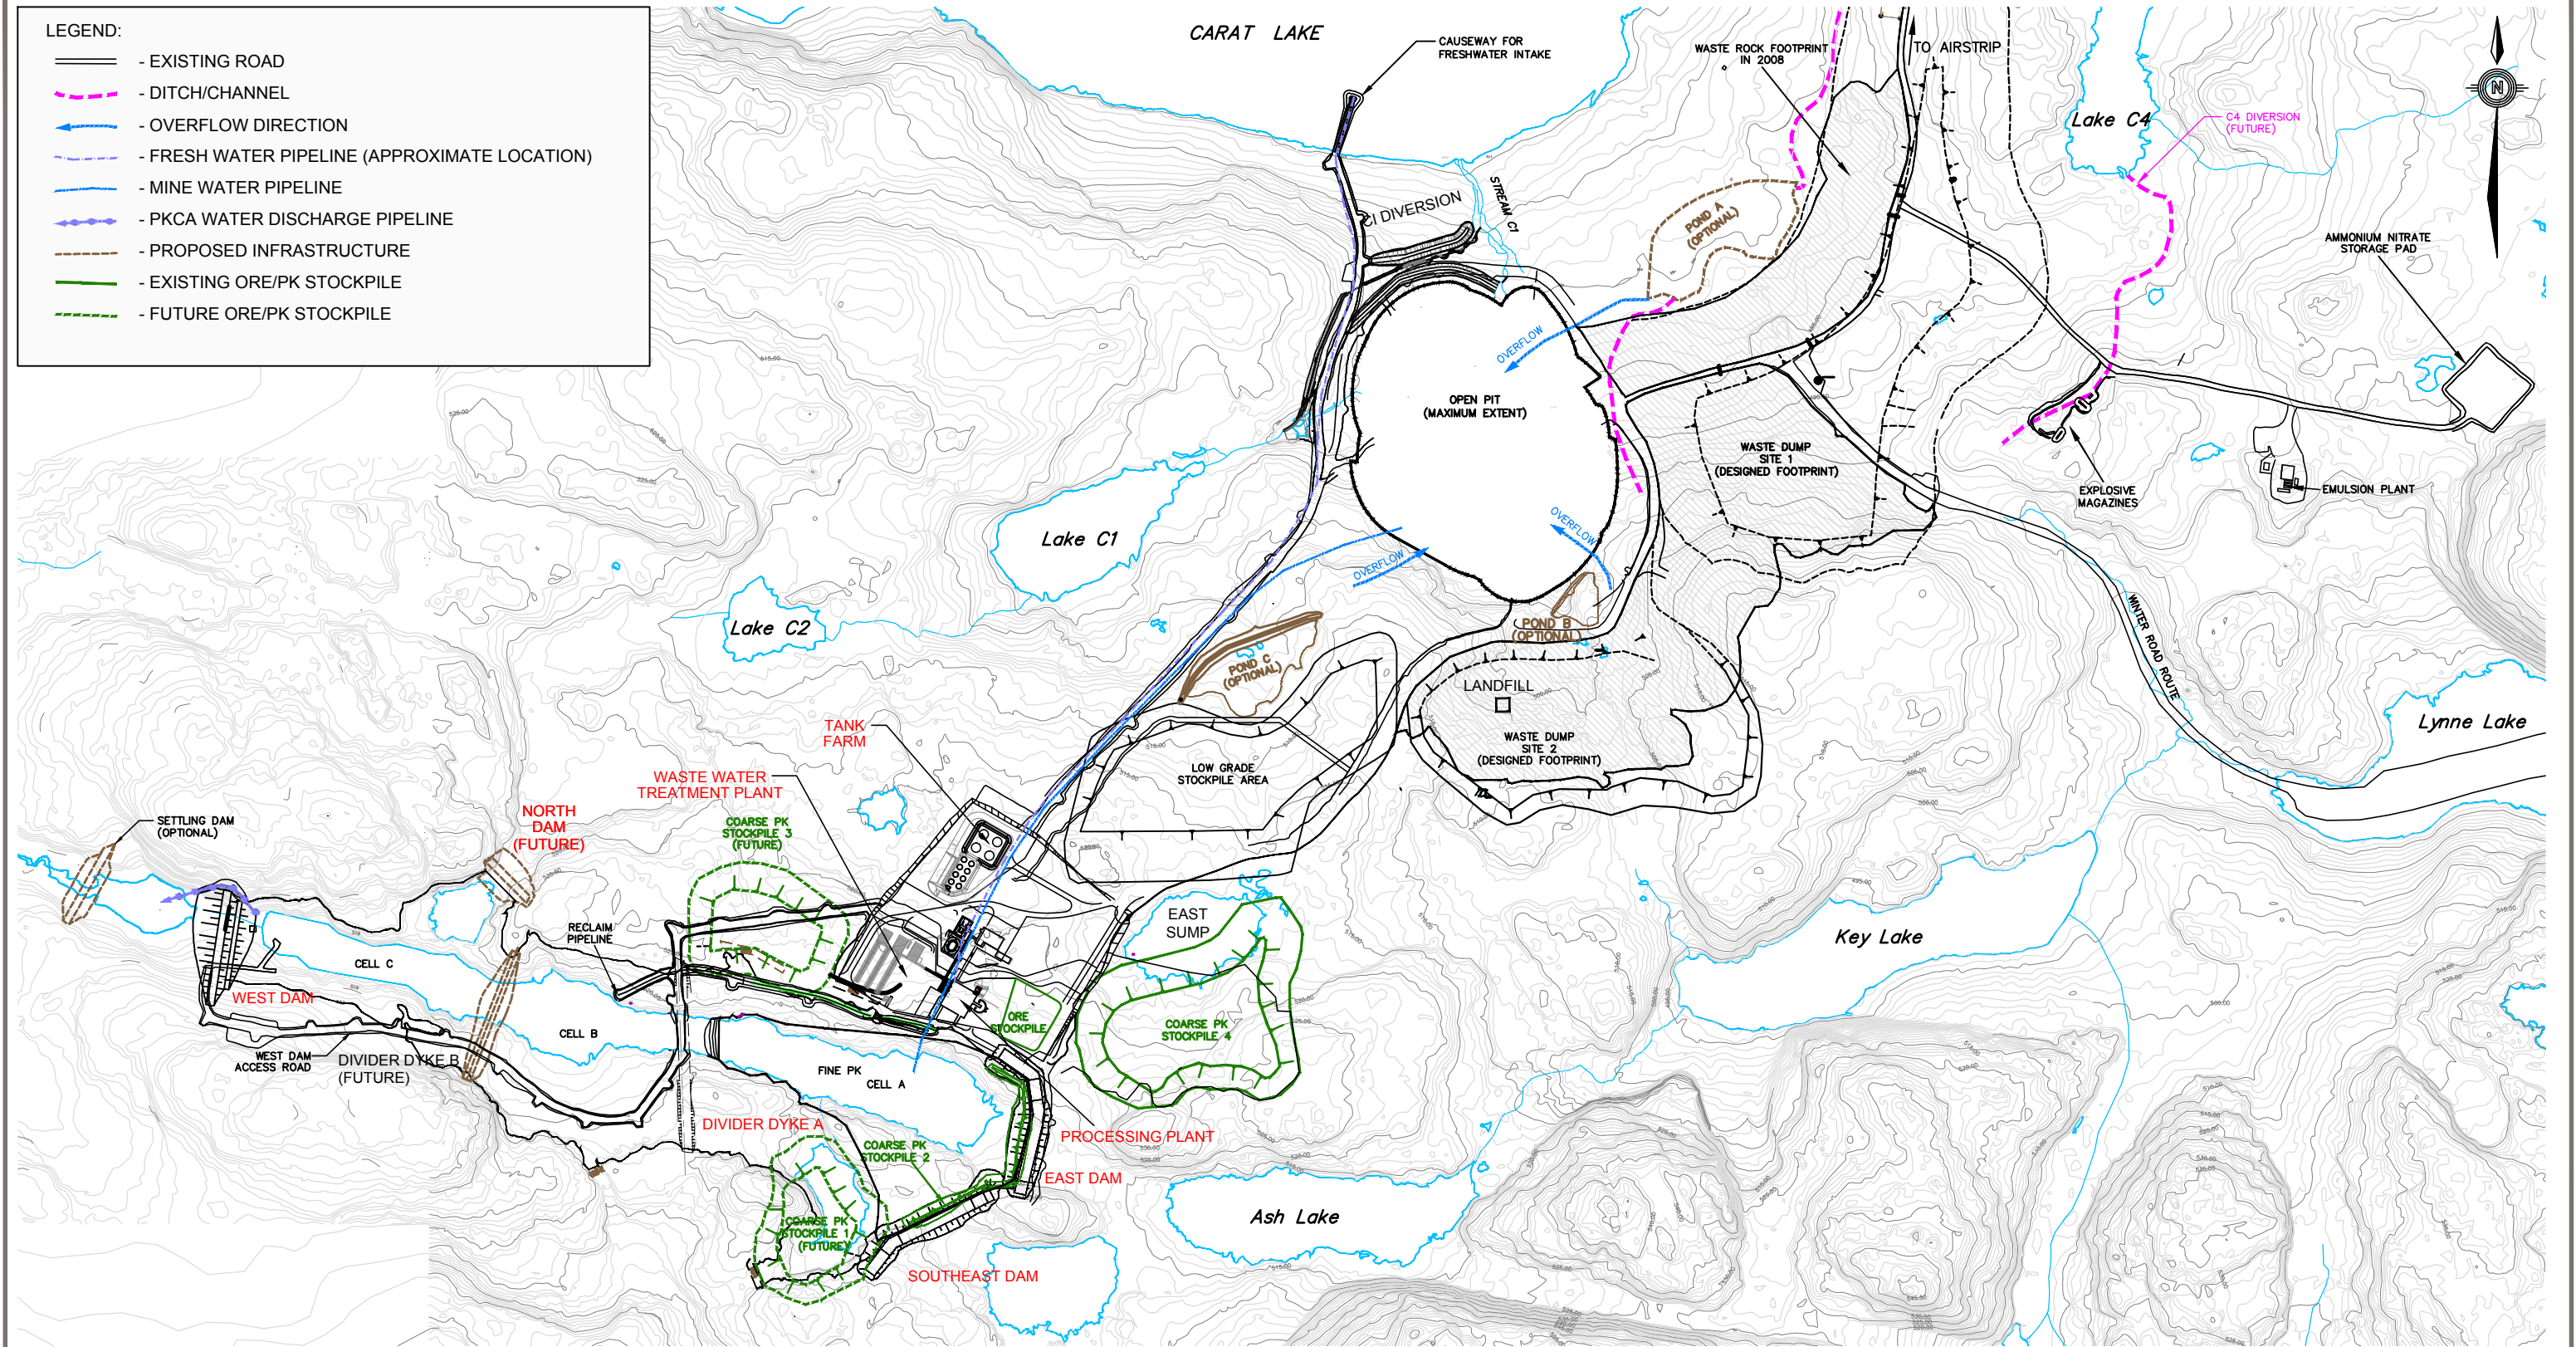 LEGEND:
- EXISTING ROAD
- DITCH/CHANNEL
- OVERFLOW DIRECTION
- FRESH WATER PIPELINE (APPROXIMATE LOCATION)
- MINE WATER PIPELINE
- PKCA WATER DISCHARGE PIPELINE
- PROPOSED INFRASTRUCTURE
- EXISTING ORE/PK STOCKPILE
- FUTURE ORE/PK STOCKPILE
CARAT LAKE
CAUSEWAY FOR
FRESHWATER INTAKE
WASTE ROCK FOOTPRINT
IN 2008
TO AIRSTRIP
Lake C4
C4 DIVERSION
(FUTURE)
N
AMMONIUM NITRATE
STORAGE PAD
STREAM C1
CI DIVERSION
POND A
(OPTIONAL)
OVERFLOW
OPEN PIT
(MAXIMUM EXTENT)
WASTE DUMP
SITE 1
(DESIGNED FOOTPRINT)
EXPLOSIVE
MAGAZINES
EMULSION PLANT
Lake C1
OVERFLOW
OVERFLOW
Lake C2
POND B
(OPTIONAL)
POND C
(OPTIONAL)
WINTER ROAD ROUTE
LANDFILL
WASTE DUMP
SITE 2
(DESIGNED FOOTPRINT)
Lynne Lake
TANK
FARM
LOW GRADE
STOCKPILE AREA
WASTE WATER
TREATMENT PLANT
NORTH
DAM
(FUTURE)
SETTLING DAM
(OPTIONAL)
COARSE PK
STOCKPILE 3
(FUTURE)
EAST
SUMP
RECLAIM
PIPELINE
Key Lake
CELL C
WEST DAM
CELL B
ORE
STOCKPILE
COARSE PK
STOCKPILE 4
WEST DAM
ACCESS ROAD
DIVIDER DYKE B
(FUTURE)
FINE PK
CELL A
DIVIDER DYKE A
COARSE PK
STOCKPILE 2
PROCESSING PLANT
EAST DAM
Ash Lake
COARSE PK
STOCKPILE 1
(FUTURE)
SOUTHEAST DAM